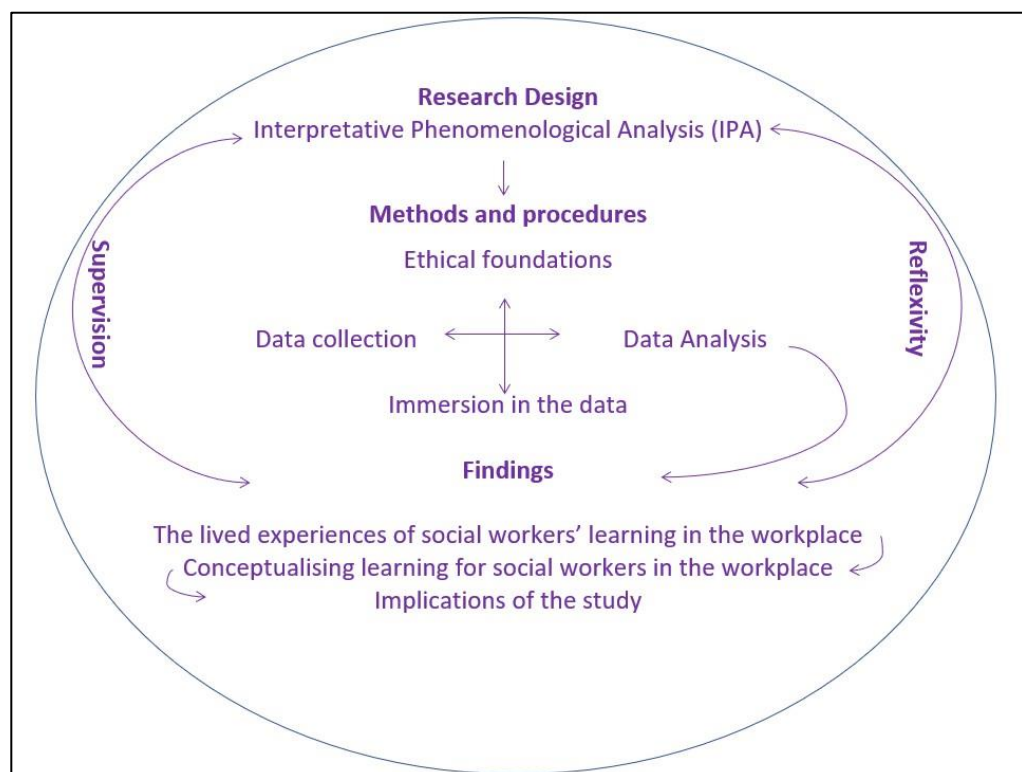 Research Design
Interpretative Phenomenological Analysis (IPA)
Methods and procedures
Supervision
Reflexivity
Ethical foundations
Data collection
Data Analysis
Immersion in the data
Findings
The lived experiences of social workers’ learning in the workplace
Conceptualising learning for social workers in the workplace
Implications of the study